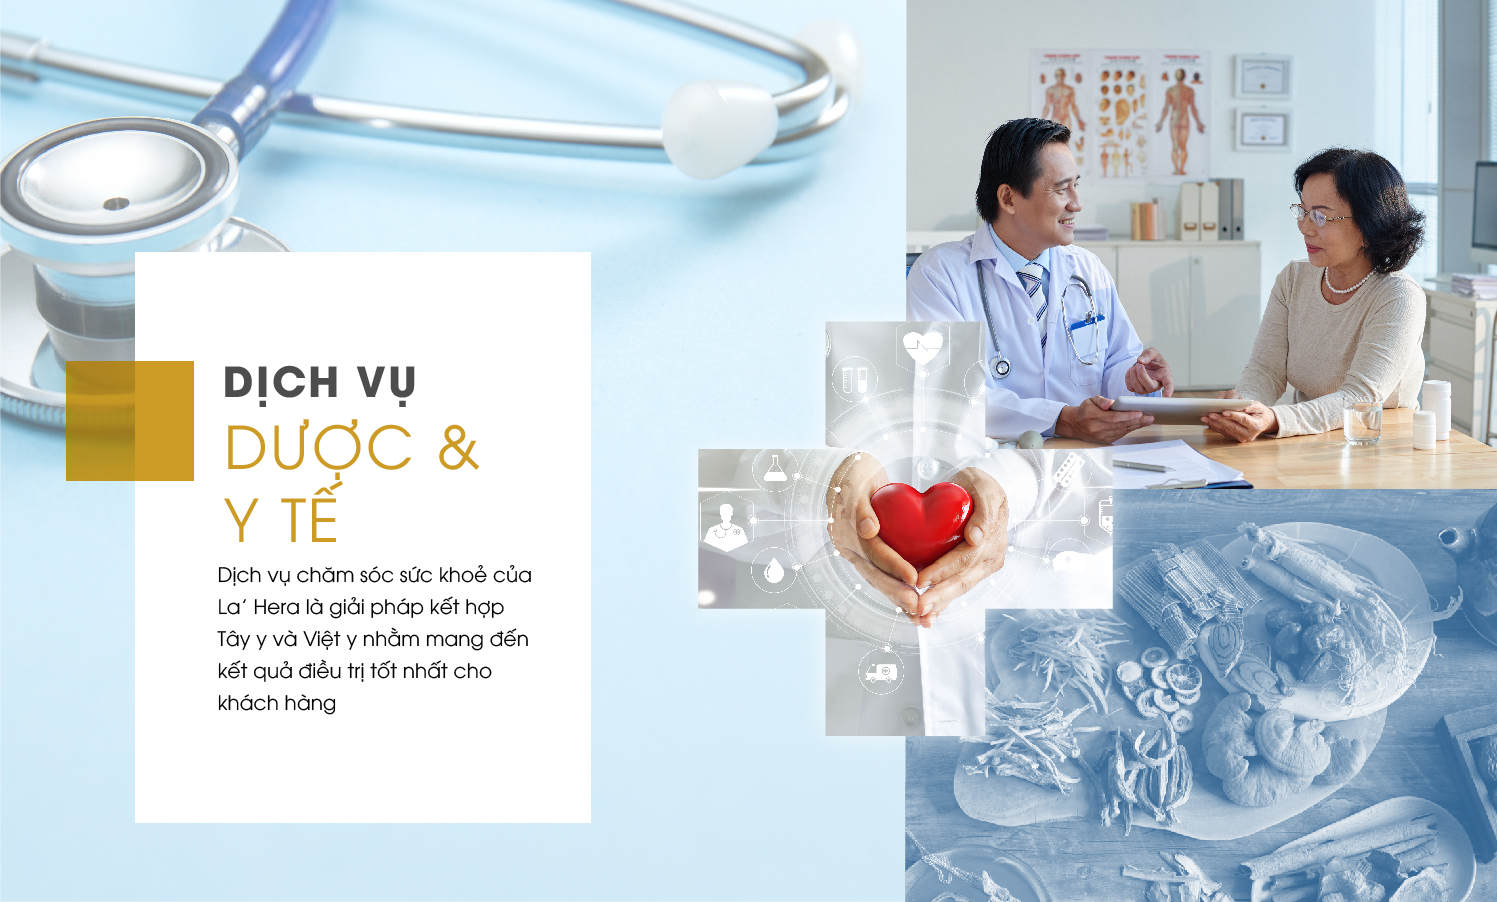 DỊCH VỤ
DƯỢC &
Y TẾ
Dịch vụ chăm sóc sức khoẻ của
La’ Hera là giải pháp kết hợp
Tây y và Việt y nhằm mang đến
kết quả điều trị tốt nhất cho
khách hàng